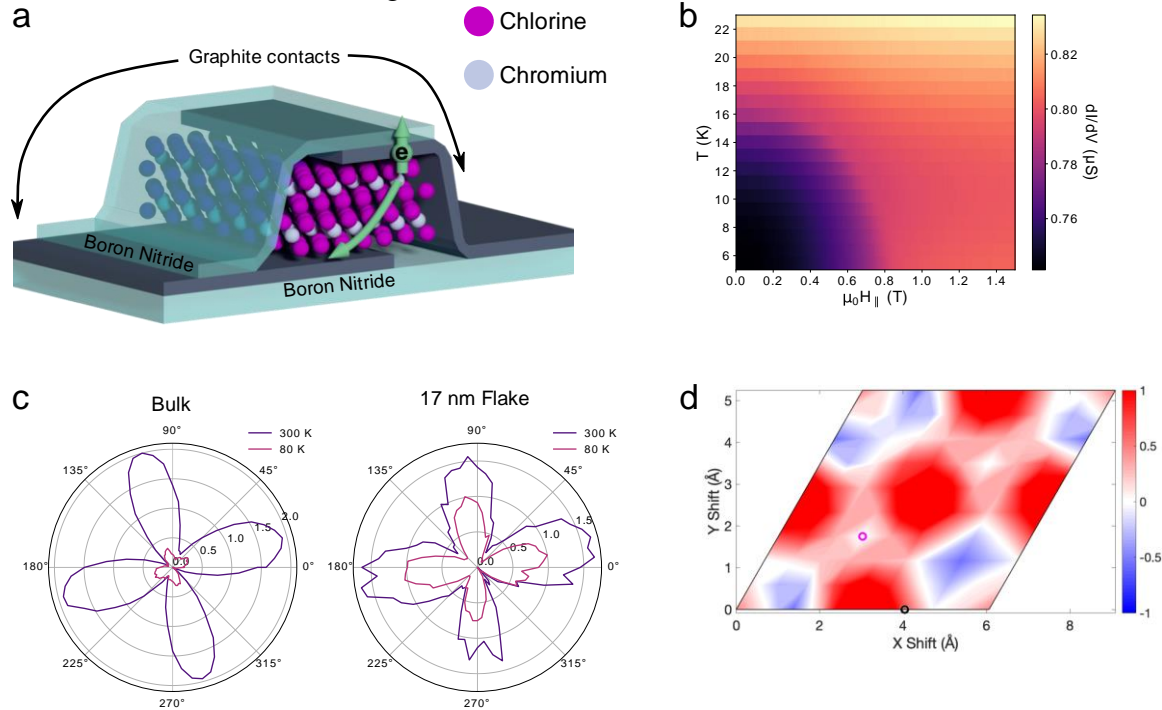 a
Graphite contacts
Chlorine
Chromium
e
Boron Nitride
Boron Nitride
b
22
20
18
16
14
12
10
8
6
T (K)
0.0 0.2 0.4 0.6 0.8 1.0 1.2 1.4
μ₀H∥ (T)
0.82
0.80
0.78
0.76
dI/dV (μS)
c
Bulk
300 K
80 K
90°
45°
0°
315°
270°
225°
180°
135°
0.0
0.5
1.0
1.5
2.0
17 nm Flake
300 K
80 K
90°
45°
0°
315°
270°
225°
180°
135°
0.0
0.5
1.0
1.5
d
5
4
3
2
1
0
Y Shift (Å)
0 2 4 6 8
X Shift (Å)
1
0.5
0
-0.5
-1